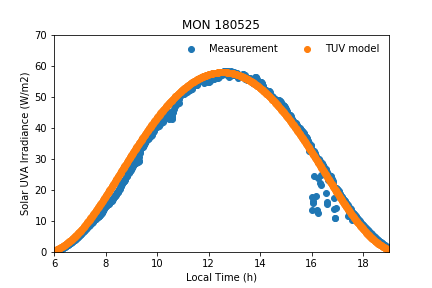 MON 180525
Measurement TUV model
Solar UVA Irradiance (W/m2)
70
60
50
40
30
20
10
0
6 8 10 12 14 16 18
Local Time (h)